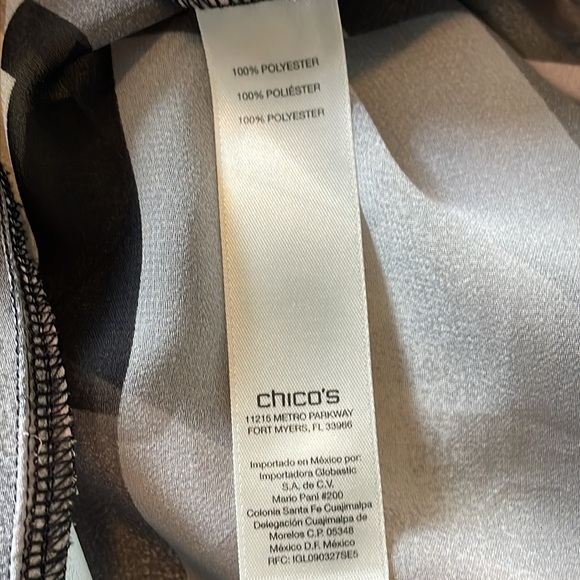 100% POLYESTER
100% POLIÉSTER
100% POLYESTER
chico's
11215 METRO PARKWAY
FORT MYERS, FL 33966
Importado en México por:
Importadora Globastic
S.A. de C.V.
Mario Pani #200
Colonia Santa Fe Cuajimalpa
Delegación Cuajimalpa de
Morelos C.P. 05348
México D.F. México
RFC: IGL090327SE5